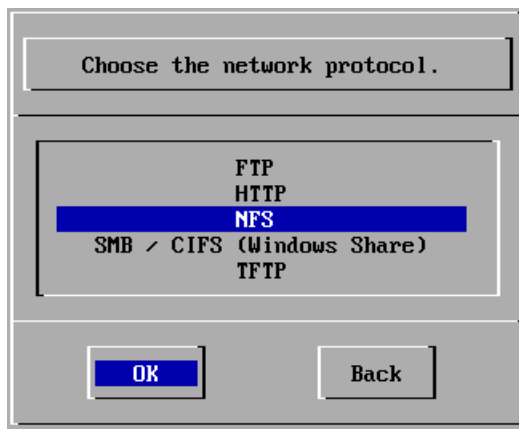 Choose the network protocol.
FTP
HTTP
NFS
SMB / CIFS (Windows Share)
TFTP
OK
Back